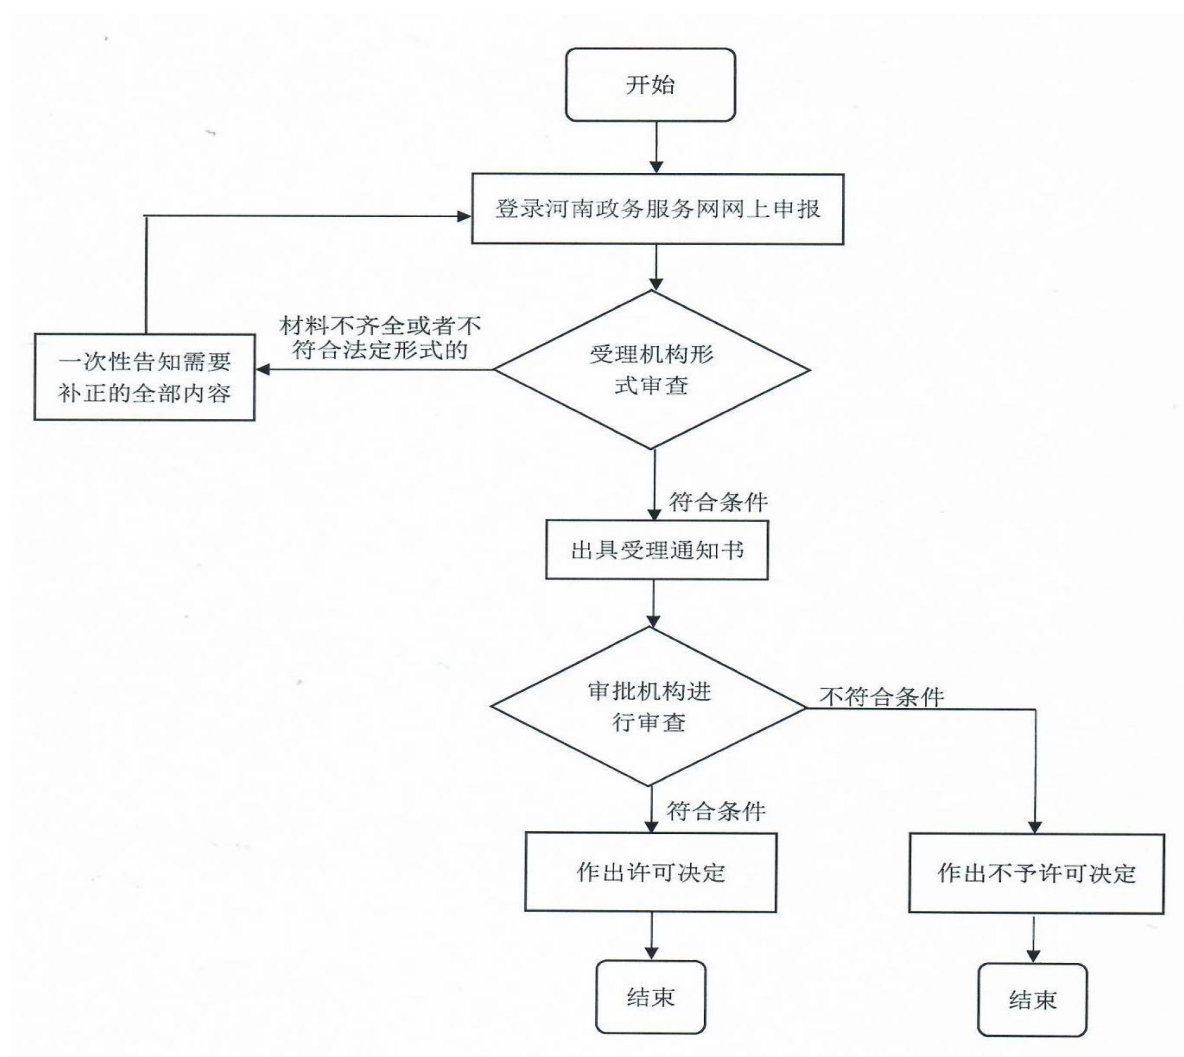 开始
登录河南政务服务网网上申报
材料不齐全或者不
符合法定形式的
一次性告知需要
补正的全部内容
受理机构形
式审查
符合条件
出具受理通知书
审批机构进
行审查
不符合条件
符合条件
作出许可决定
作出不予许可决定
结束
结束